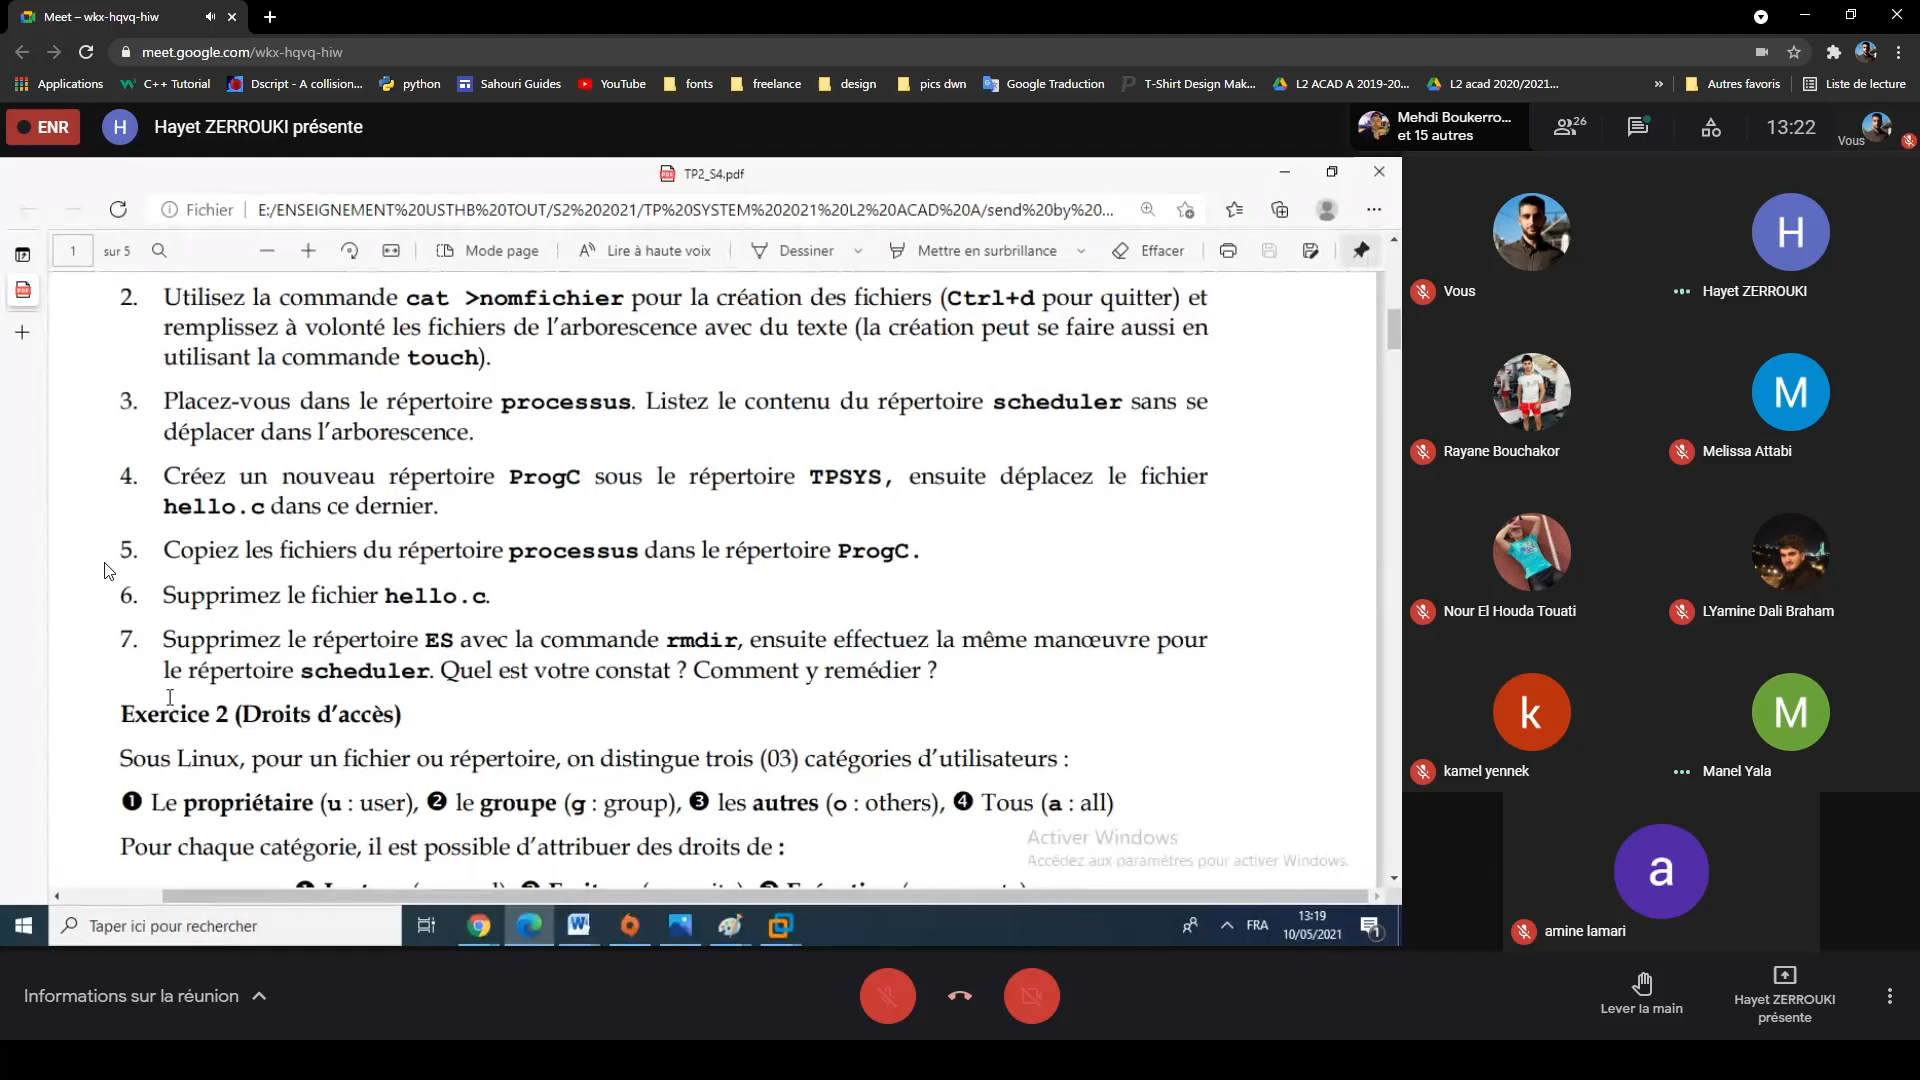 Meet – wkx-hqvq-hiw
meet.google.com/wkx-hqvq-hiw
Applications
C++ Tutorial
Dscript - A collision...
python
Sahouri Guides
YouTube
fonts
freelance
design
pics dwn
Google Traduction
T-Shirt Design Mak...
L2 ACAD A 2019-20...
L2 acad 2020/2021...
»
Autres favoris
Liste de lecture
ENR
H
Hayet ZERROUKI présente
Mehdi Boukerro...
et 15 autres
26
13:22
Vous
TP2_S4.pdf
Fichier
E:/ENSEIGNEMENT%20USTHB%20TOUT/S2%202021/TP%20SYSTEM%202021%20L2%20ACAD%20A/send%20by%20...
1
sur 5
Mode page
Lire à haute voix
Dessiner
Mettre en surbrillance
Effacer
2. Utilisez la commande cat >nomfichier pour la création des fichiers (Ctrl+d pour quitter) et
remplissez à volonté les fichiers de l'arborescence avec du texte (la création peut se faire aussi en
utilisant la commande touch).
3. Placez-vous dans le répertoire processus. Listez le contenu du répertoire scheduler sans se
déplacer dans l'arborescence.
4. Créez un nouveau répertoire ProgC sous le répertoire TPSYS, ensuite déplacez le fichier
hello.c dans ce dernier.
5. Copiez les fichiers du répertoire processus dans le répertoire ProgC.
6. Supprimez le fichier hello.c.
7. Supprimez le répertoire ES avec la commande rmdir, ensuite effectuez la même manœuvre pour
le répertoire scheduler. Quel est votre constat ? Comment y remédier ?
Exercice 2 (Droits d'accès)
Sous Linux, pour un fichier ou répertoire, on distingue trois (03) catégories d'utilisateurs :
❶ Le propriétaire (u : user), ❷ le groupe (g : group), ❸ les autres (o : others), ❹ Tous (a : all)
Pour chaque catégorie, il est possible d'attribuer des droits de :
Activer Windows
Accédez aux paramètres pour activer Windows.
Taper ici pour rechercher
FRA
13:19
10/05/2021
1
Vous
H
Hayet ZERROUKI
Rayane Bouchakor
M
Melissa Attabi
Nour El Houda Touati
LYamine Dali Braham
k
kamel yennek
M
Manel Yala
a
amine lamari
Informations sur la réunion
Lever la main
Hayet ZERROUKI
présente